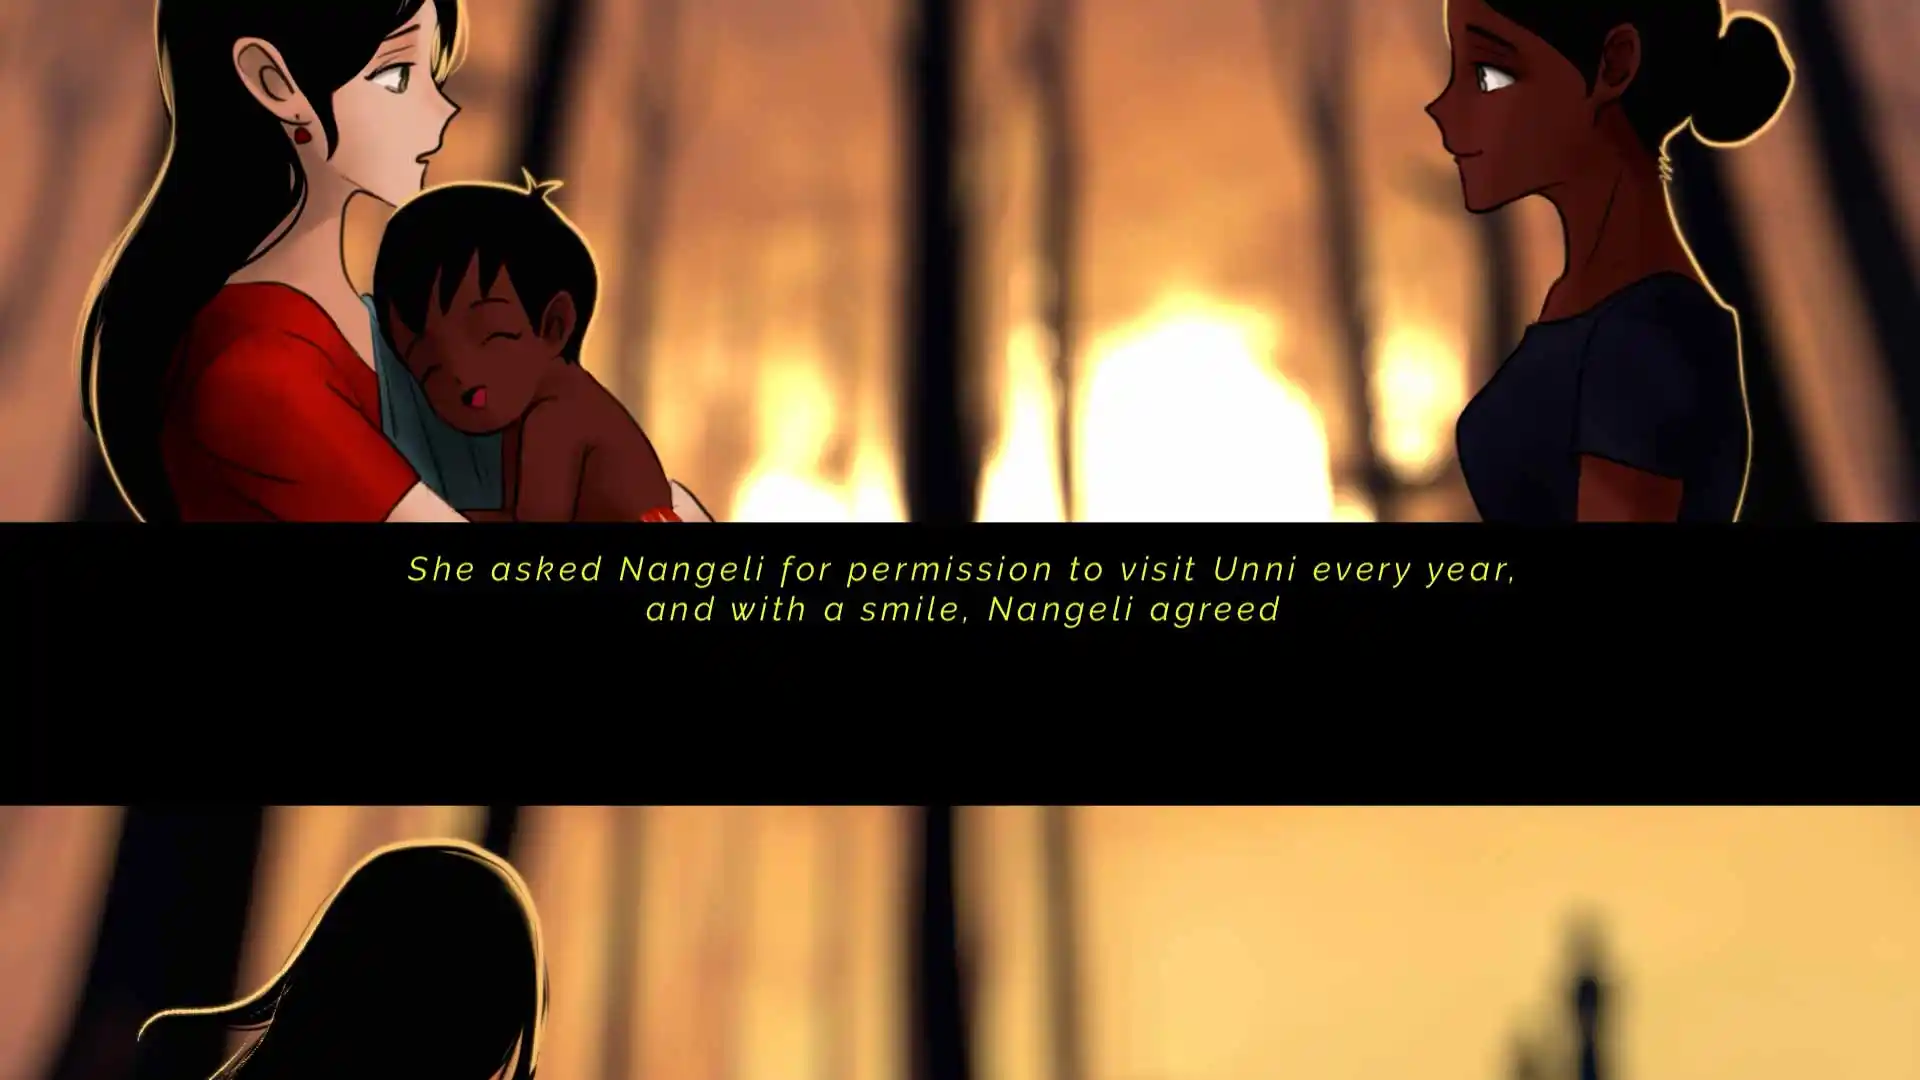 She asked Nangeli for permission to visit Unni every year,
and with a smile, Nangeli agreed